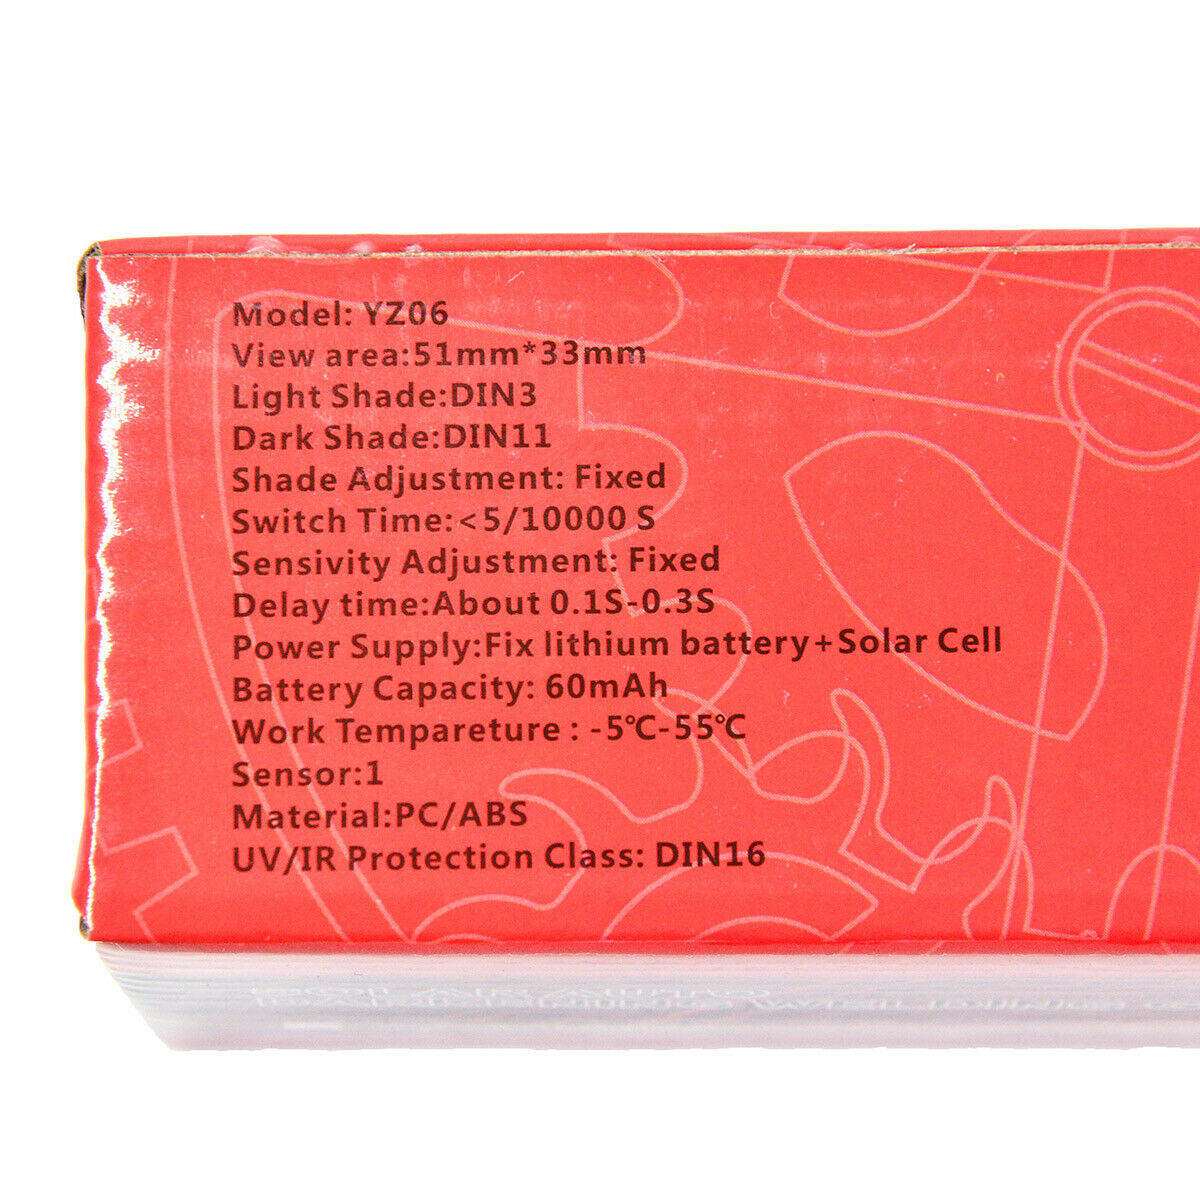 Model: YZ06
View area:51mm*33mm
Light Shade:DIN3
Dark Shade:DIN11
Shade Adjustment: Fixed
Switch Time:<5/10000 S
Sensivity Adjustment: Fixed
Delay time:About 0.1S-0.3S
Power Supply:Fix lithium battery+Solar Cell
Battery Capacity: 60mAh
Work Tempareture : -5℃-55℃
Sensor:1
Material:PC/ABS
UV/IR Protection Class: DIN16